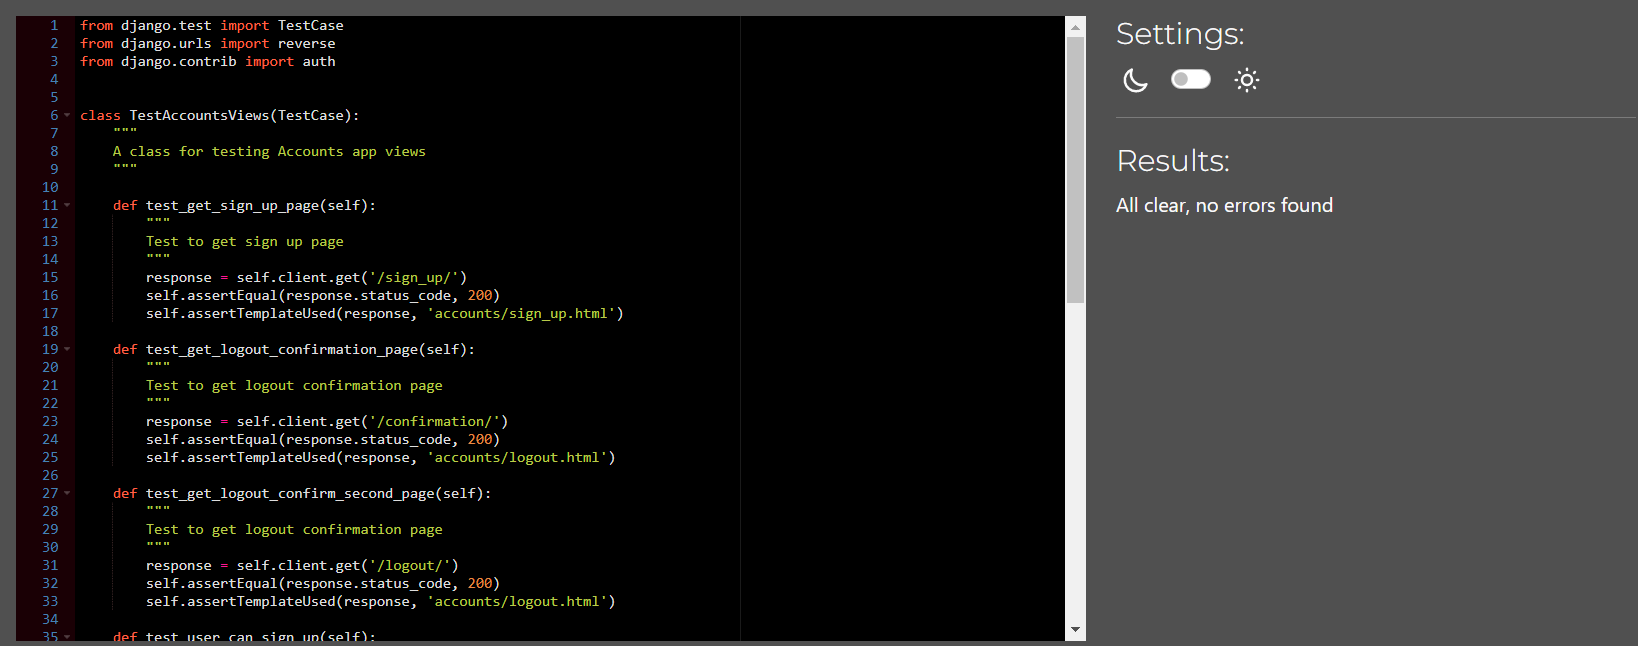 1 from django.test import TestCase
2 from django.urls import reverse
3 from django.contrib import auth
4
5
6 class TestAccountsViews(TestCase):
7     """
8     A class for testing Accounts app views
9     """
10
11     def test_get_sign_up_page(self):
12         """
13         Test to get sign up page
14         """
15         response = self.client.get('/sign_up/')
16         self.assertEqual(response.status_code, 200)
17         self.assertTemplateUsed(response, 'accounts/sign_up.html')
18
19     def test_get_logout_confirmation_page(self):
20         """
21         Test to get logout confirmation page
22         """
23         response = self.client.get('/confirmation/')
24         self.assertEqual(response.status_code, 200)
25         self.assertTemplateUsed(response, 'accounts/logout.html')
26
27     def test_get_logout_confirm_second_page(self):
28         """
29         Test to get logout confirmation page
30         """
31         response = self.client.get('/logout/')
32         self.assertEqual(response.status_code, 200)
33         self.assertTemplateUsed(response, 'accounts/logout.html')
34
35     def test_user_can_sign_up(self):
Settings:
Results:
All clear, no errors found